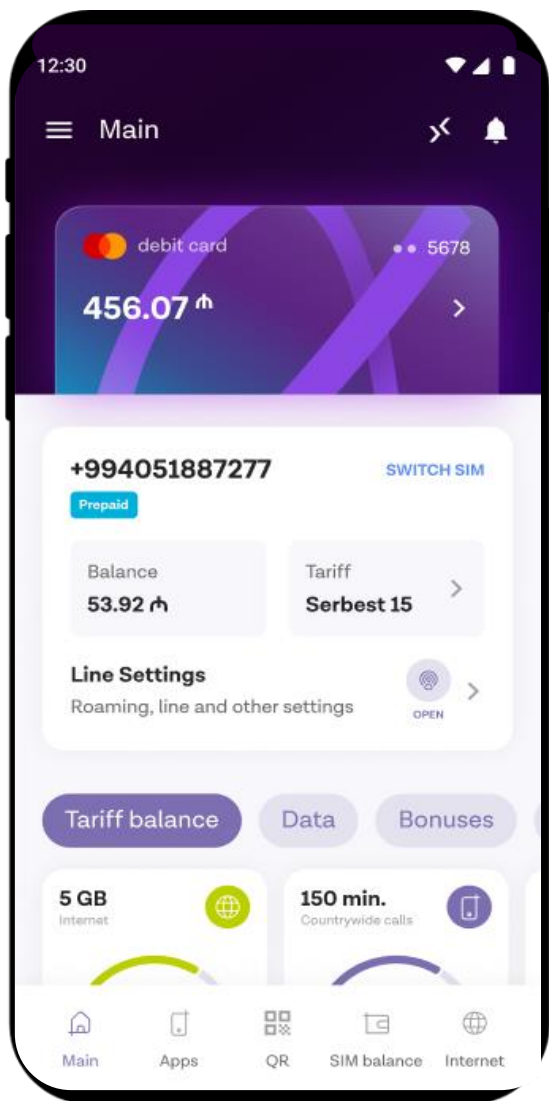 12:30
Main
debit card •• 5678
456.07 ₼
+994051887277 SWITCH SIM
Prepaid
Balance Tariff
53.92 ₼ Serbest 15
Line Settings
Roaming, line and other settings
OPEN
Tariff balance Data Bonuses
5 GB 150 min.
Internet Countrywide calls
Main Apps QR SIM balance Internet